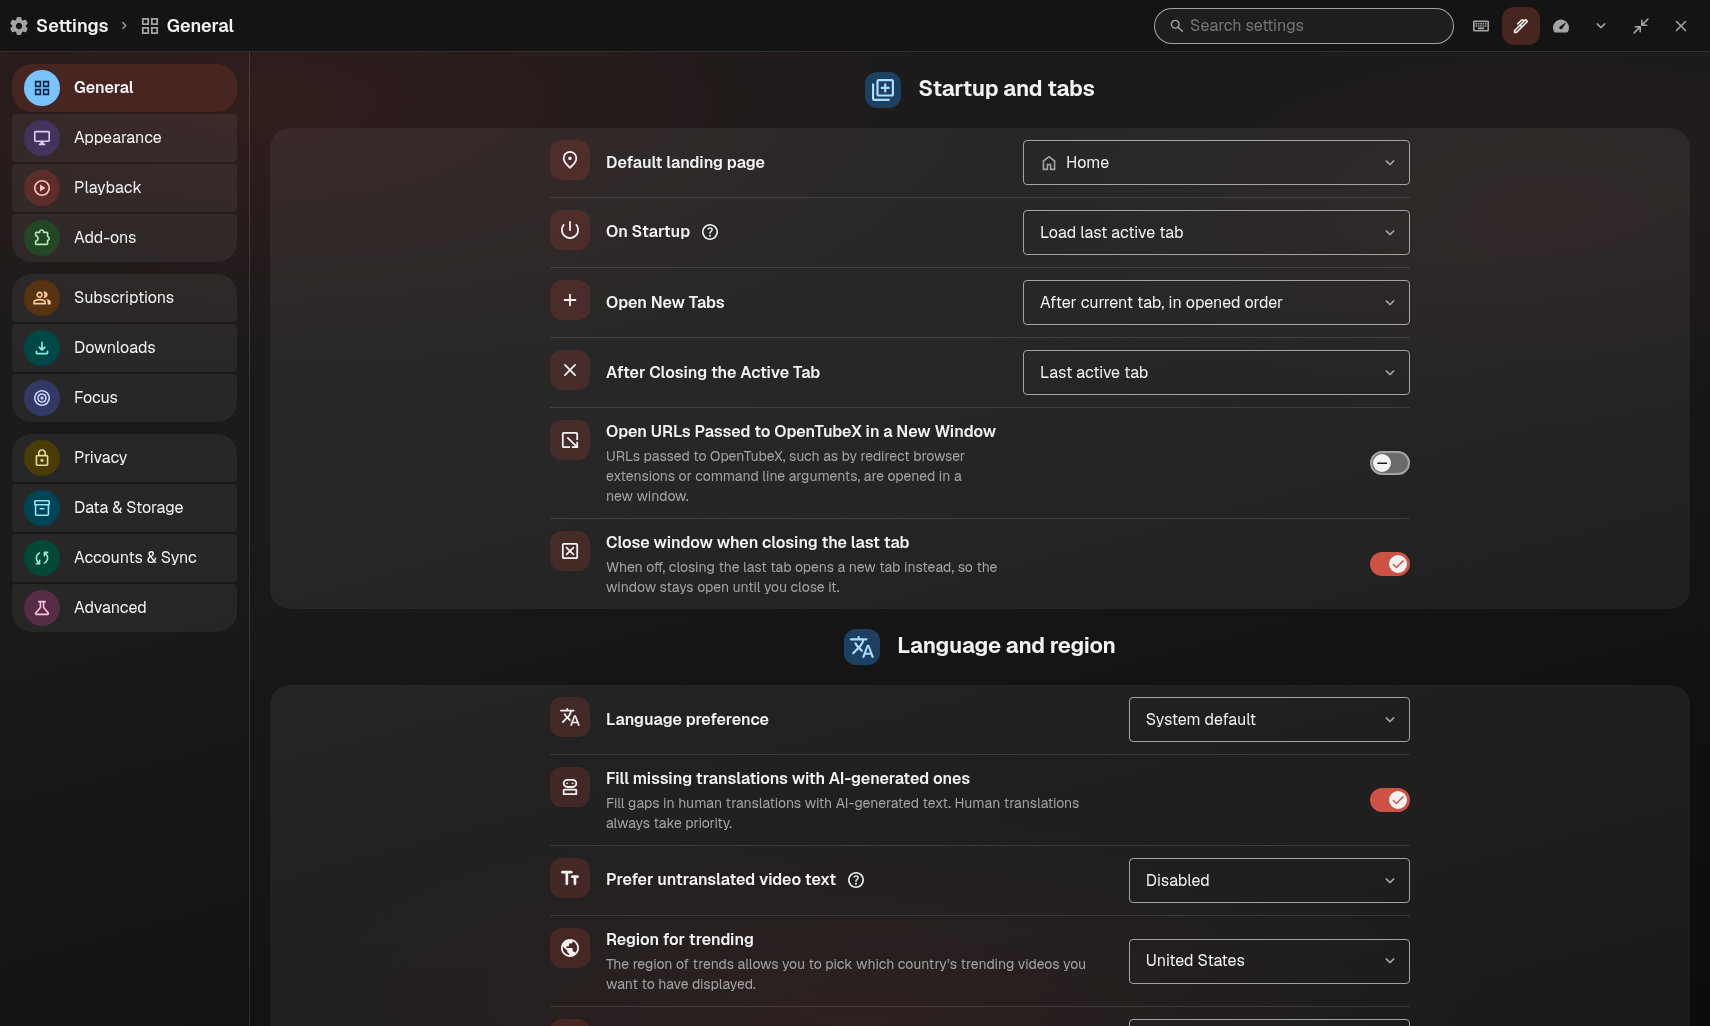 Settings
General
Search settings
General
Appearance
Playback
Add-ons
Subscriptions
Downloads
Focus
Privacy
Data & Storage
Accounts & Sync
Advanced
Startup and tabs
Default landing page
Home
On Startup
Load last active tab
Open New Tabs
After current tab, in opened order
After Closing the Active Tab
Last active tab
Open URLs Passed to OpenTubeX in a New Window
URLs passed to OpenTubeX, such as by redirect browser
extensions or command line arguments, are opened in a
new window.
Close window when closing the last tab
When off, closing the last tab opens a new tab instead, so the
window stays open until you close it.
Language and region
Language preference
System default
Fill missing translations with AI-generated ones
Fill gaps in human translations with AI-generated text. Human translations
always take priority.
Prefer untranslated video text
Disabled
Region for trending
The region of trends allows you to pick which country's trending videos you
want to have displayed.
United States